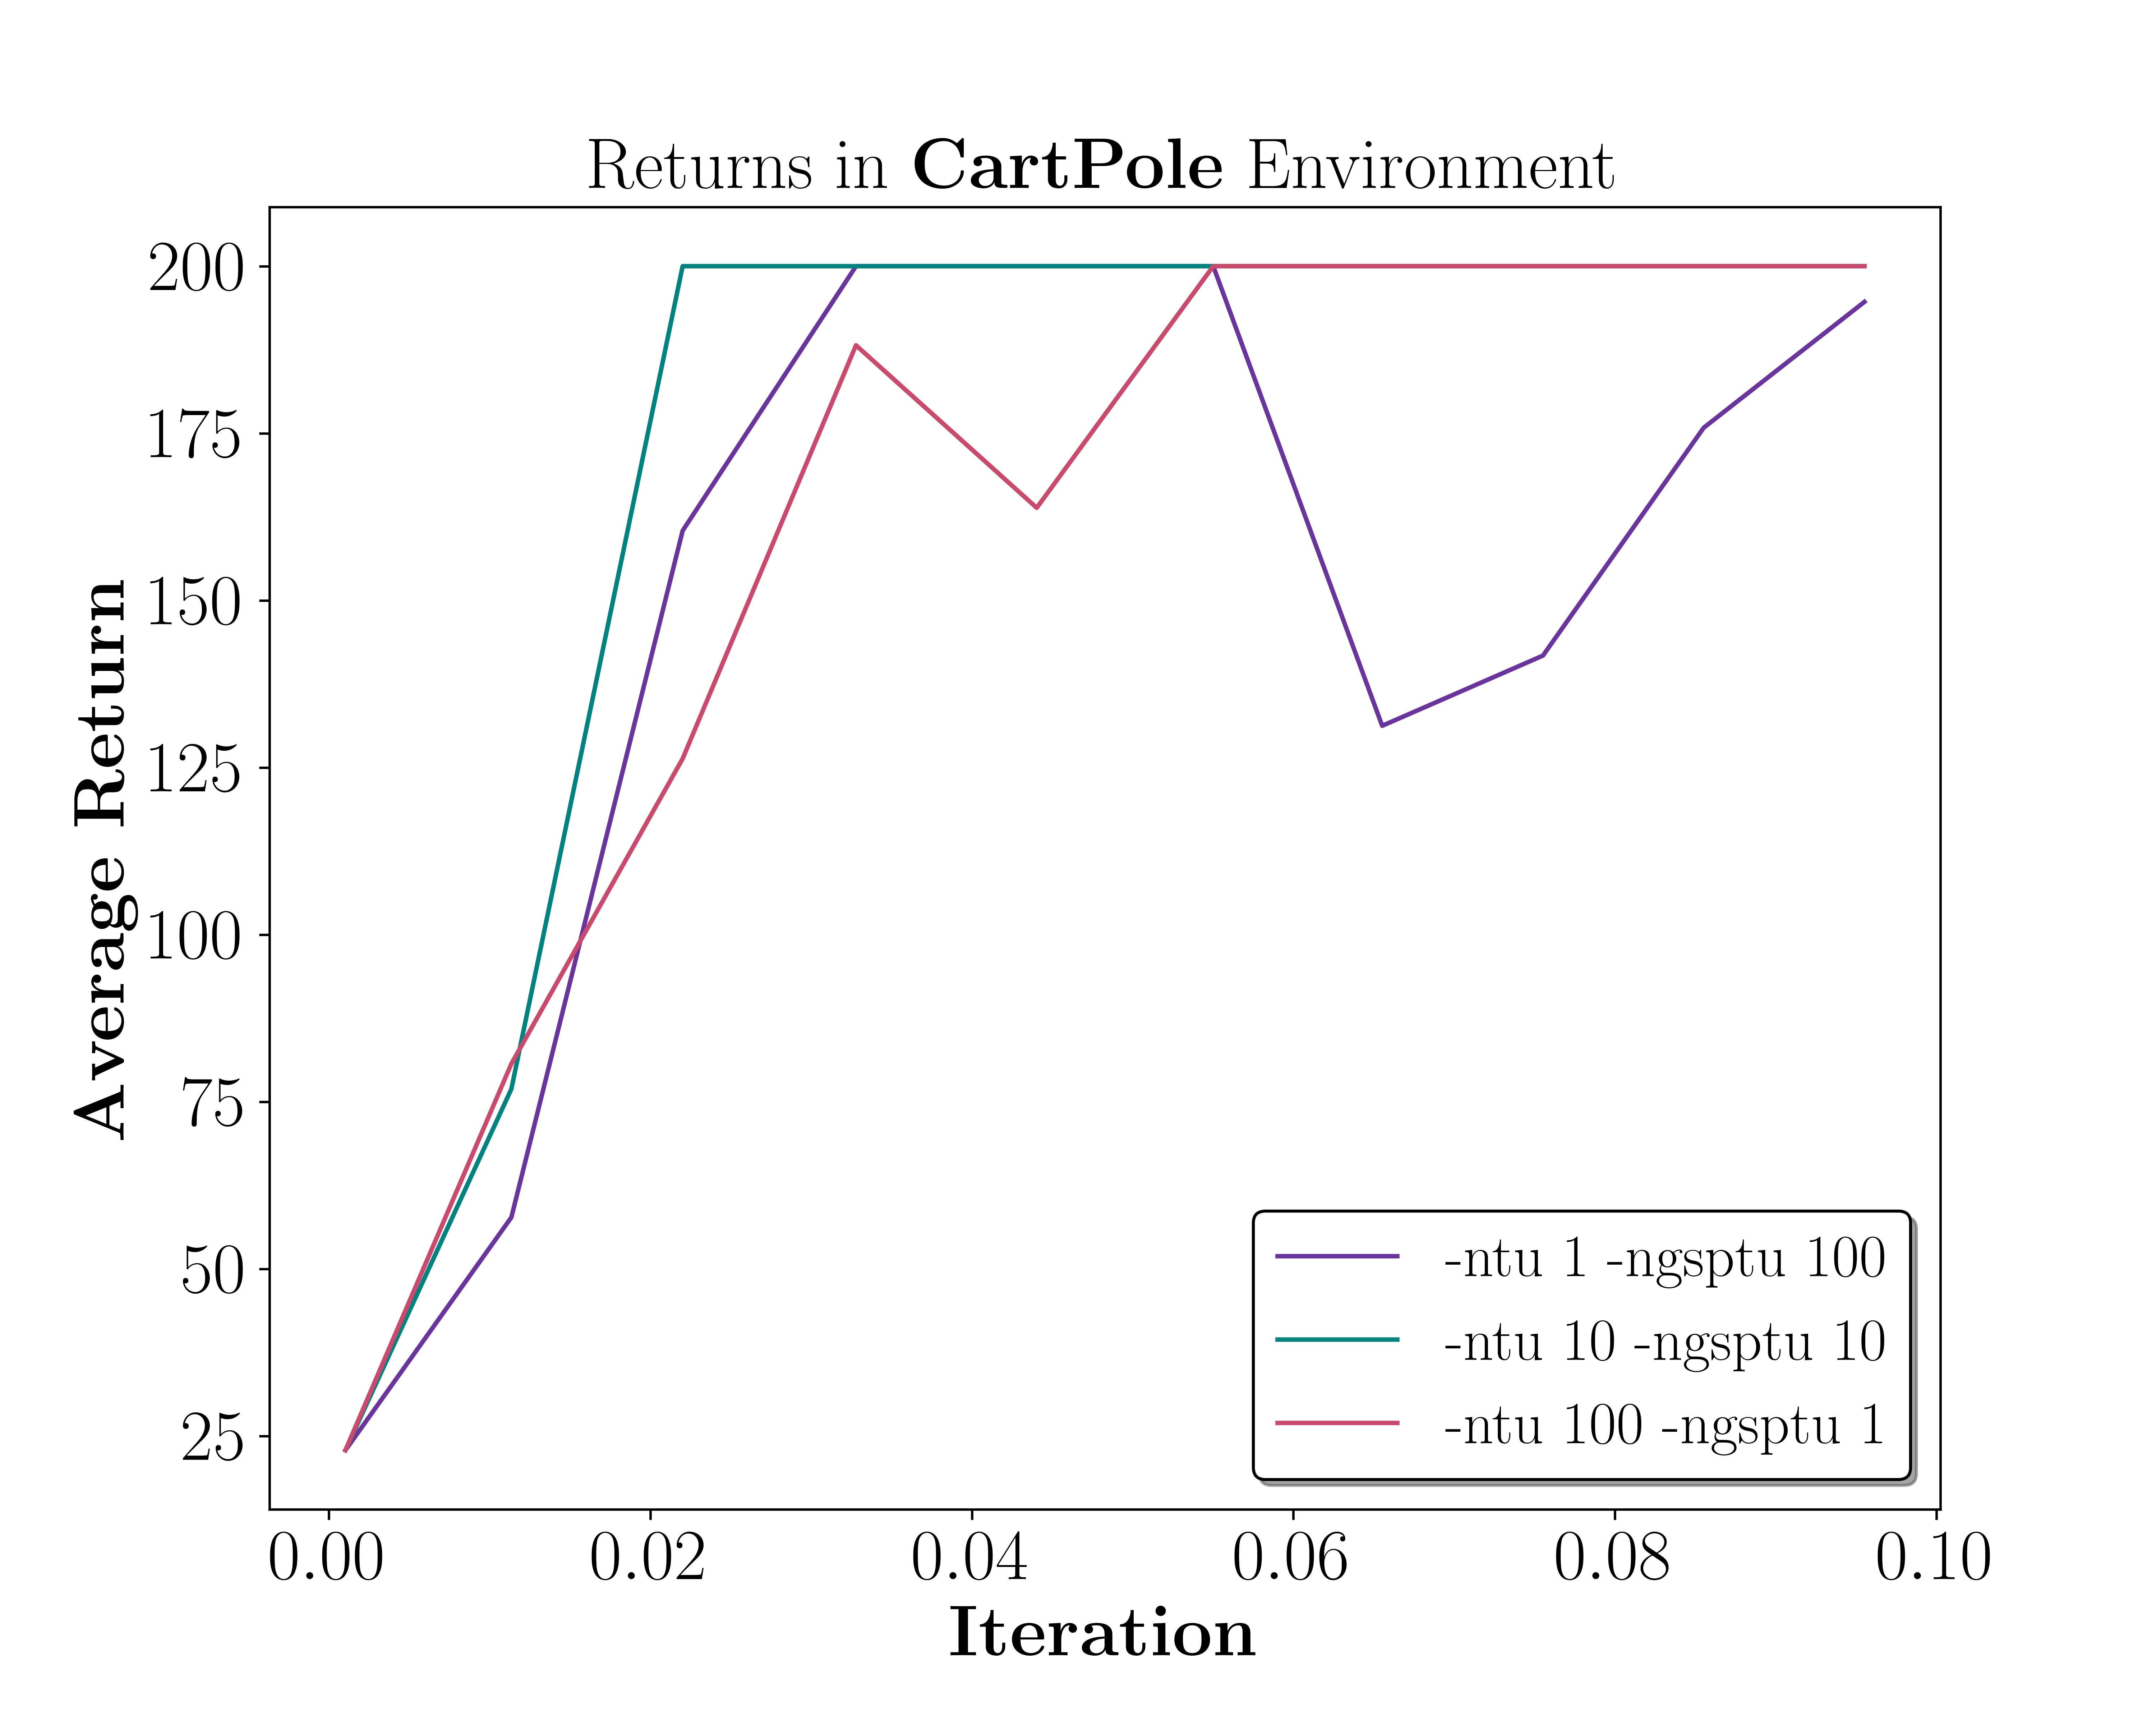 Returns in CartPole Environment
Average Return
200
175
150
125
100
75
50
25
-ntu 1 -ngsptu 100
-ntu 10 -ngsptu 10
-ntu 100 -ngsptu 1
0.00 0.02 0.04 0.06 0.08 0.10
Iteration